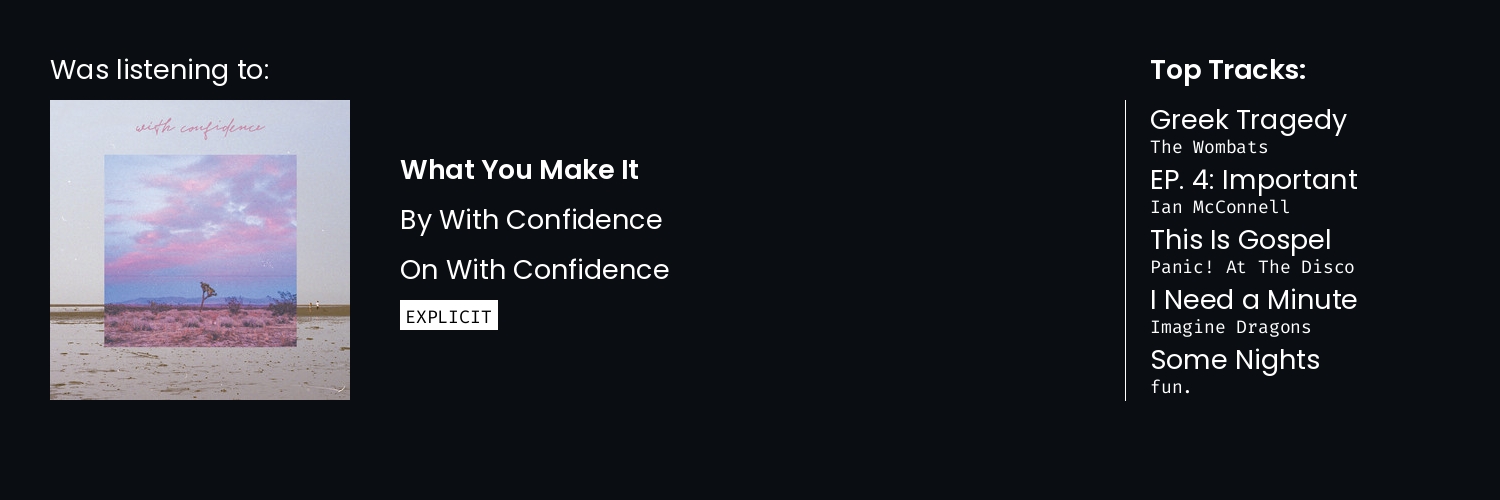 Was listening to:
with confidence
What You Make It
By With Confidence
On With Confidence
EXPLICIT
Top Tracks:
Greek Tragedy
The Wombats
EP. 4: Important
Ian McConnell
This Is Gospel
Panic! At The Disco
I Need a Minute
Imagine Dragons
Some Nights
fun.